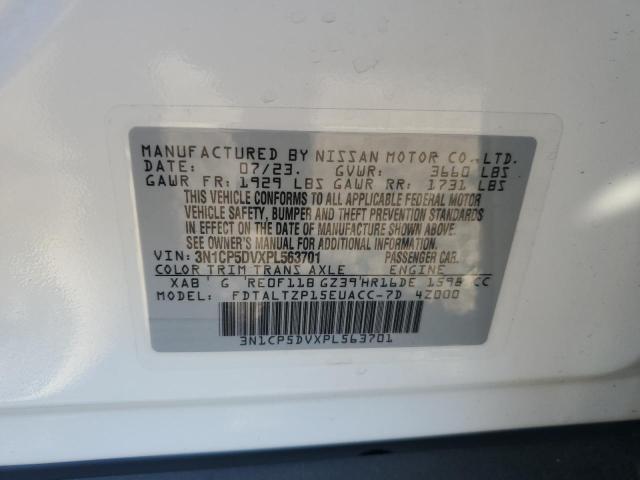 MANUFACTURED BY NISSAN MOTOR CO., LTD.
DATE: 07/23. GVWR: 3660 LBS
GAWR FR: 1929 LBS GAWR RR: 1731 LBS
THIS VEHICLE CONFORMS TO ALL APPLICABLE FEDERAL MOTOR
VEHICLE SAFETY, BUMPER AND THEFT PREVENTION STANDARDS
IN EFFECT ON THE DATE OF MANUFACTURE SHOWN ABOVE.
SEE OWNER'S MANUAL FOR ADDITIONAL INFORMATION.
VIN: 3N1CP5DVXPL563701 PASSENGER CAR.
COLOR TRIM TRANS AXLE ENGINE
XAB G RE0F11B GZ39 HR16DE 1598 CC
MODEL: FDTALTZP15EUACC-7D 4Z000
3N1CP5DVXPL563701